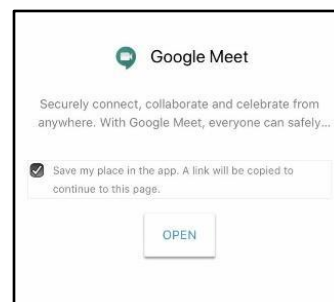 Google Meet
Securely connect, collaborate and celebrate from
anywhere. With Google Meet, everyone can safely...
Save my place in the app. A link will be copied to
continue to this page.
OPEN